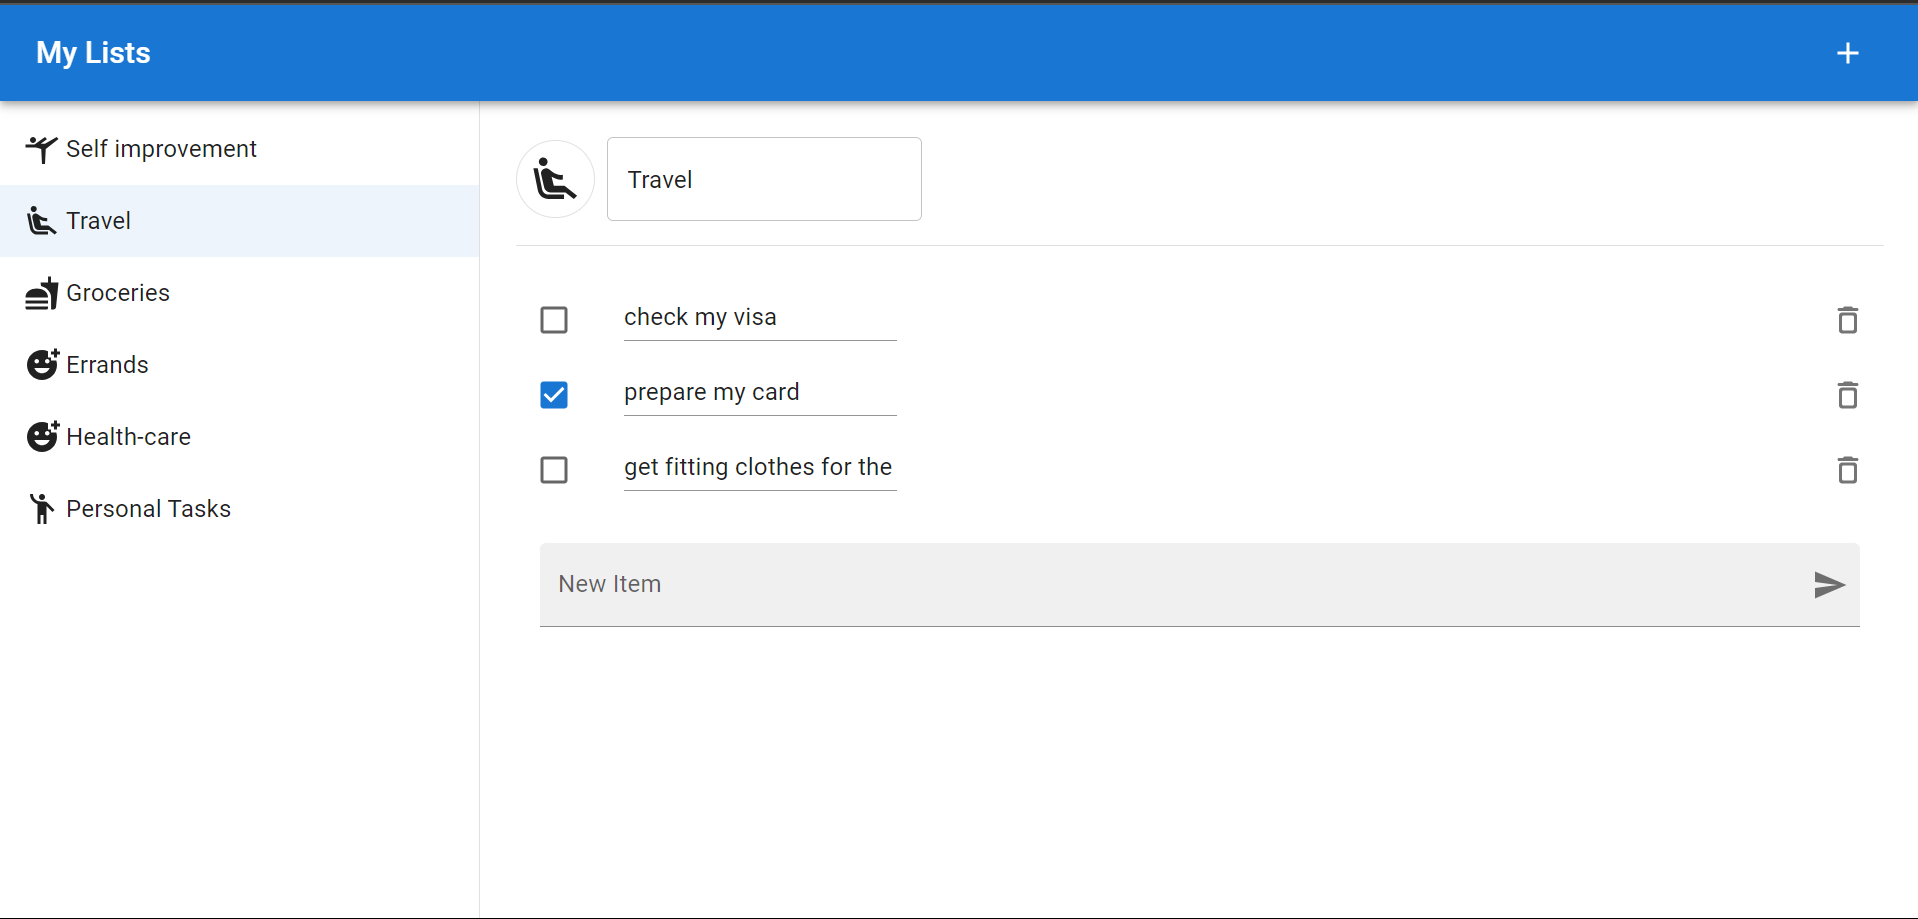 My Lists
Self improvement
Travel
Groceries
Errands
Health-care
Personal Tasks
Travel
check my visa
prepare my card
get fitting clothes for the
New Item